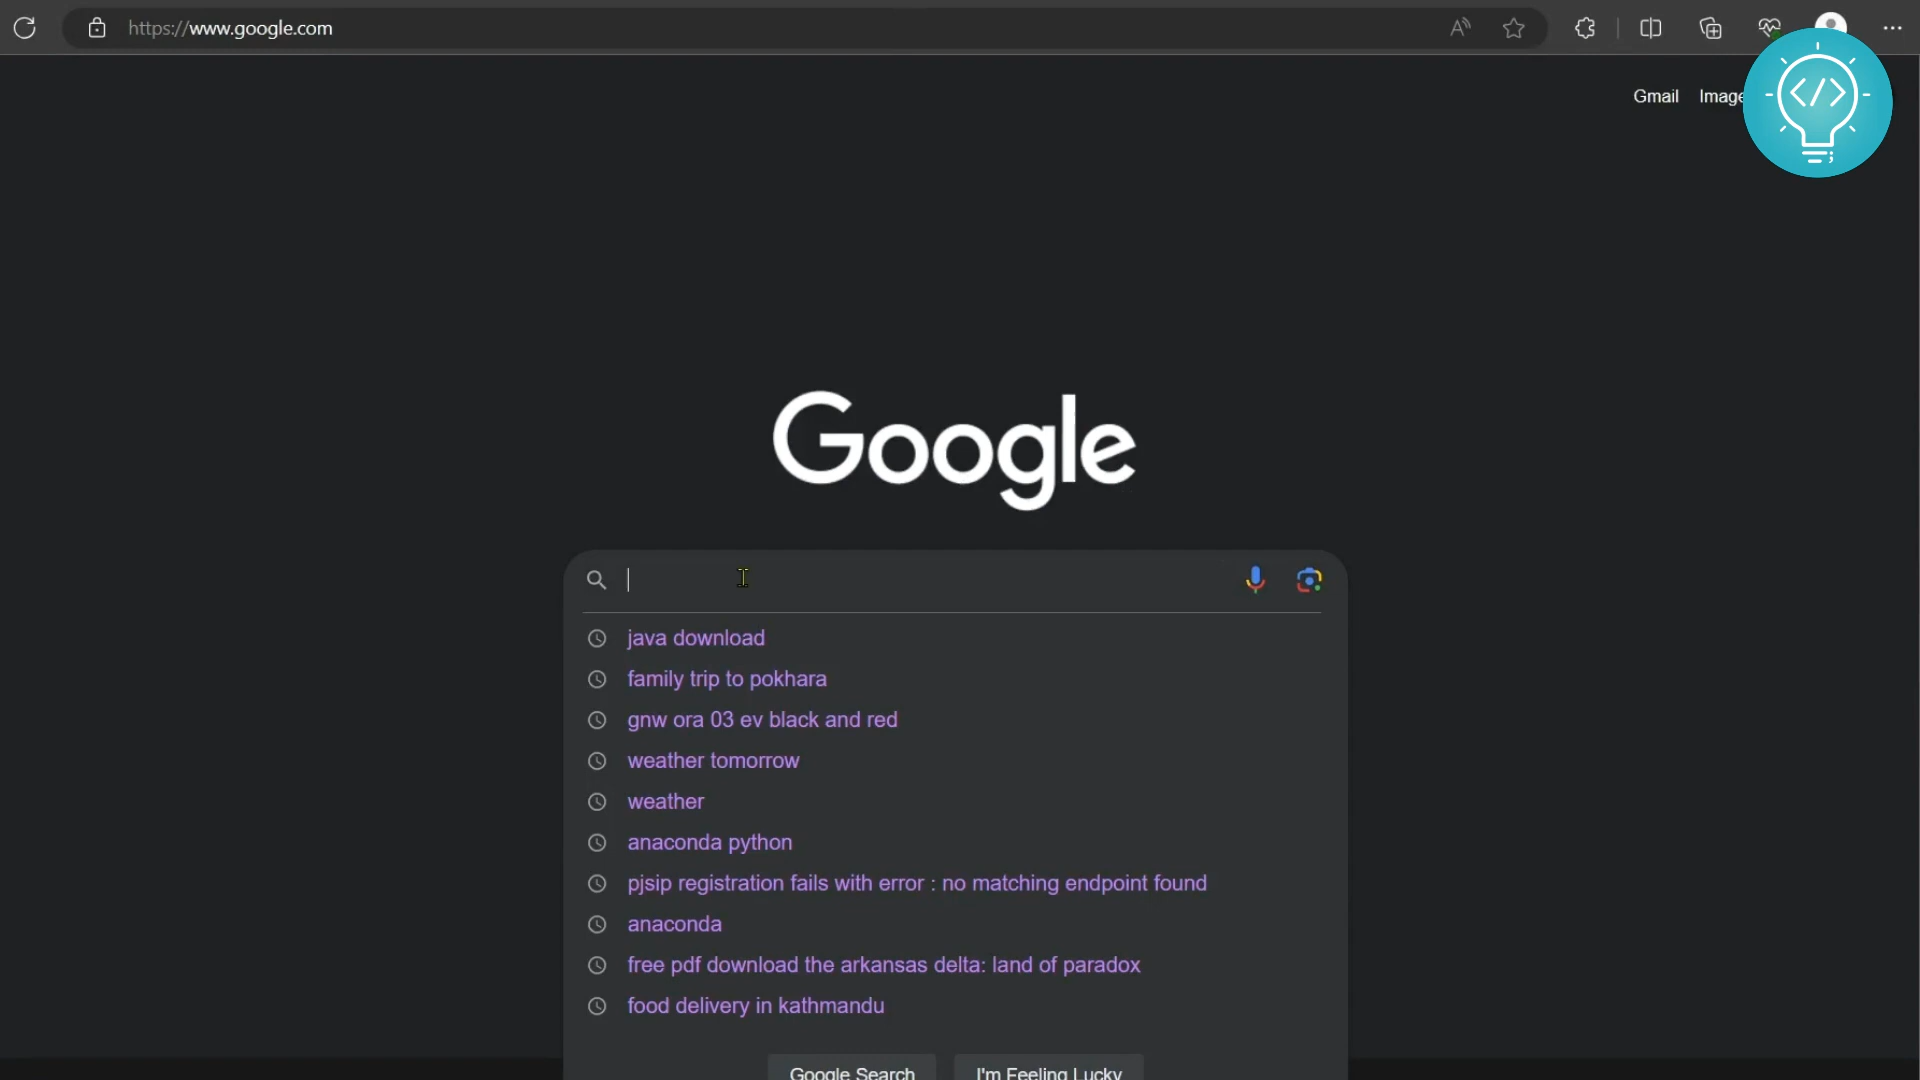 https://www.google.com
Gmail Image
</>
Google
java download
family trip to pokhara
gnw ora 03 ev black and red
weather tomorrow
weather
anaconda python
pjsip registration fails with error : no matching endpoint found
anaconda
free pdf download the arkansas delta: land of paradox
food delivery in kathmandu
Google Search I'm Feeling Lucky